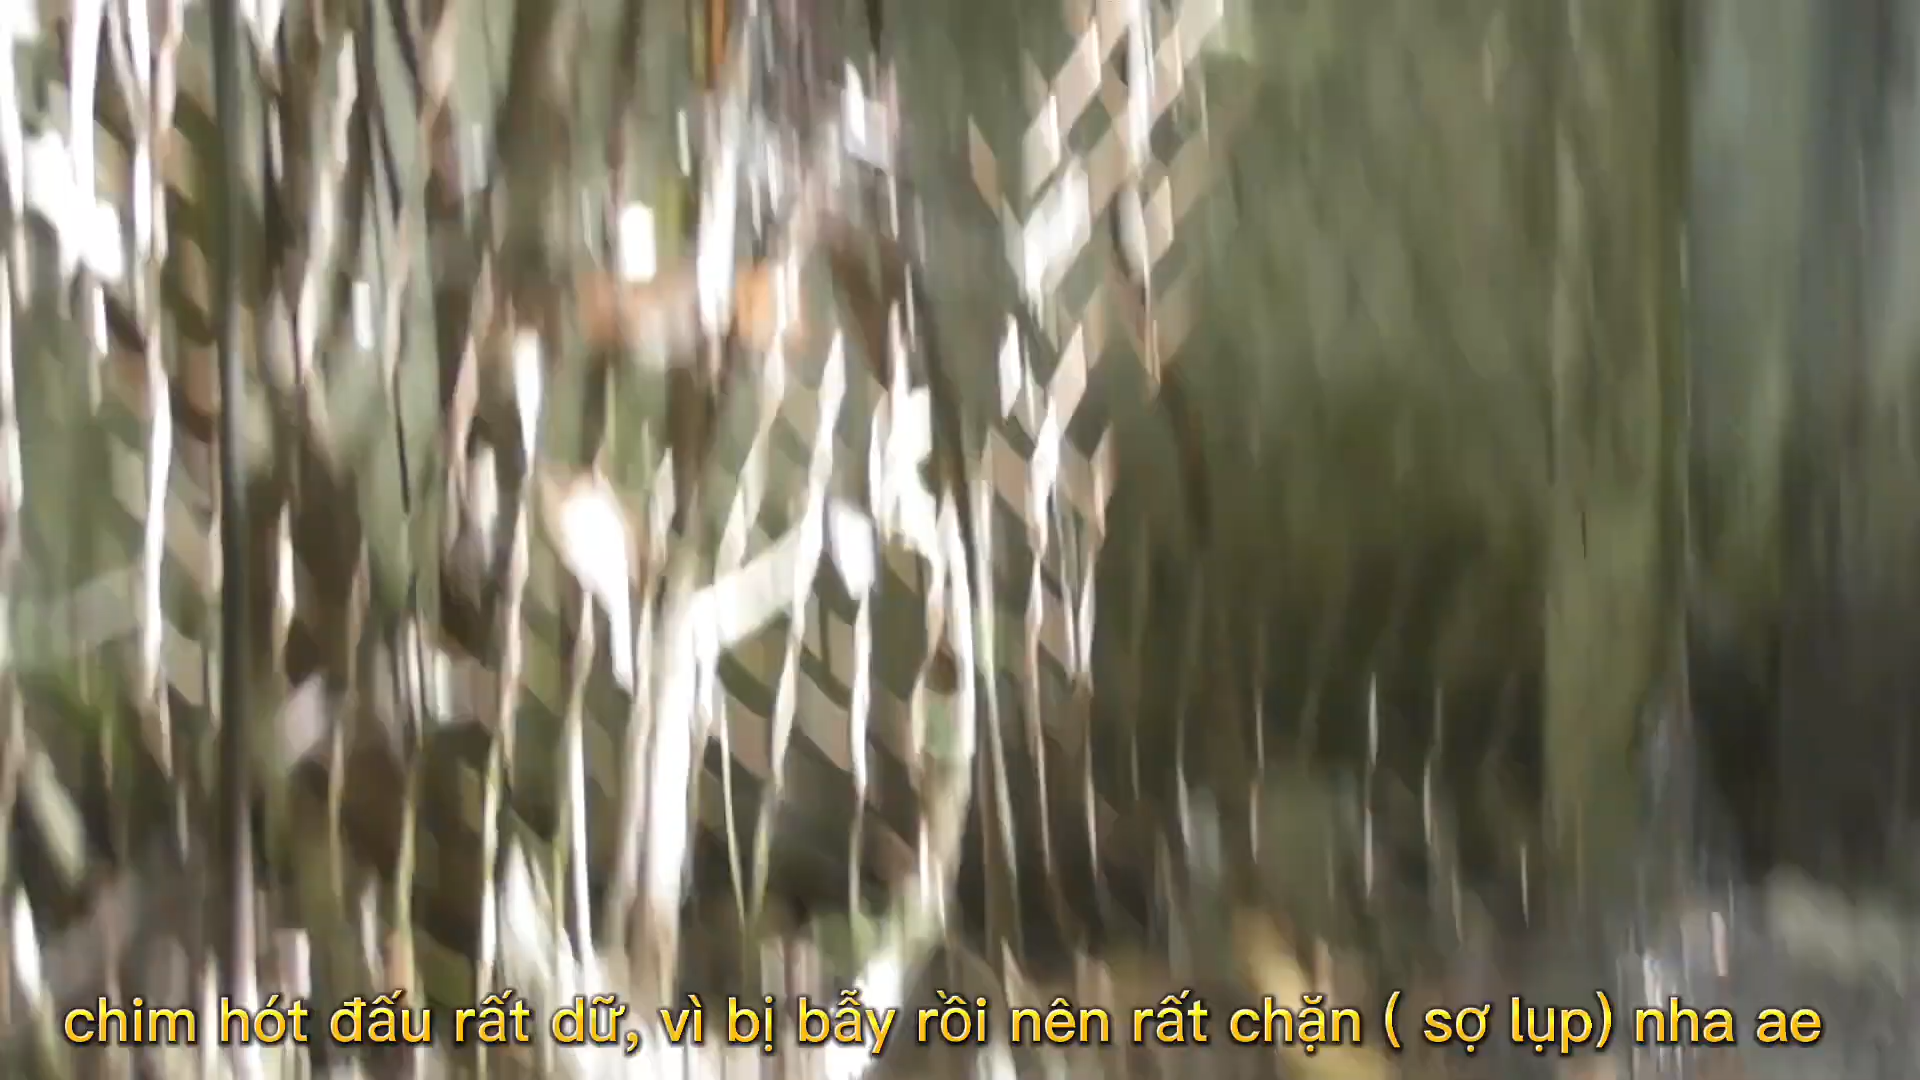 chim hót đấu rất dữ, vì bị bẫy rồi nên rất chặn ( sợ lụp) nha ae